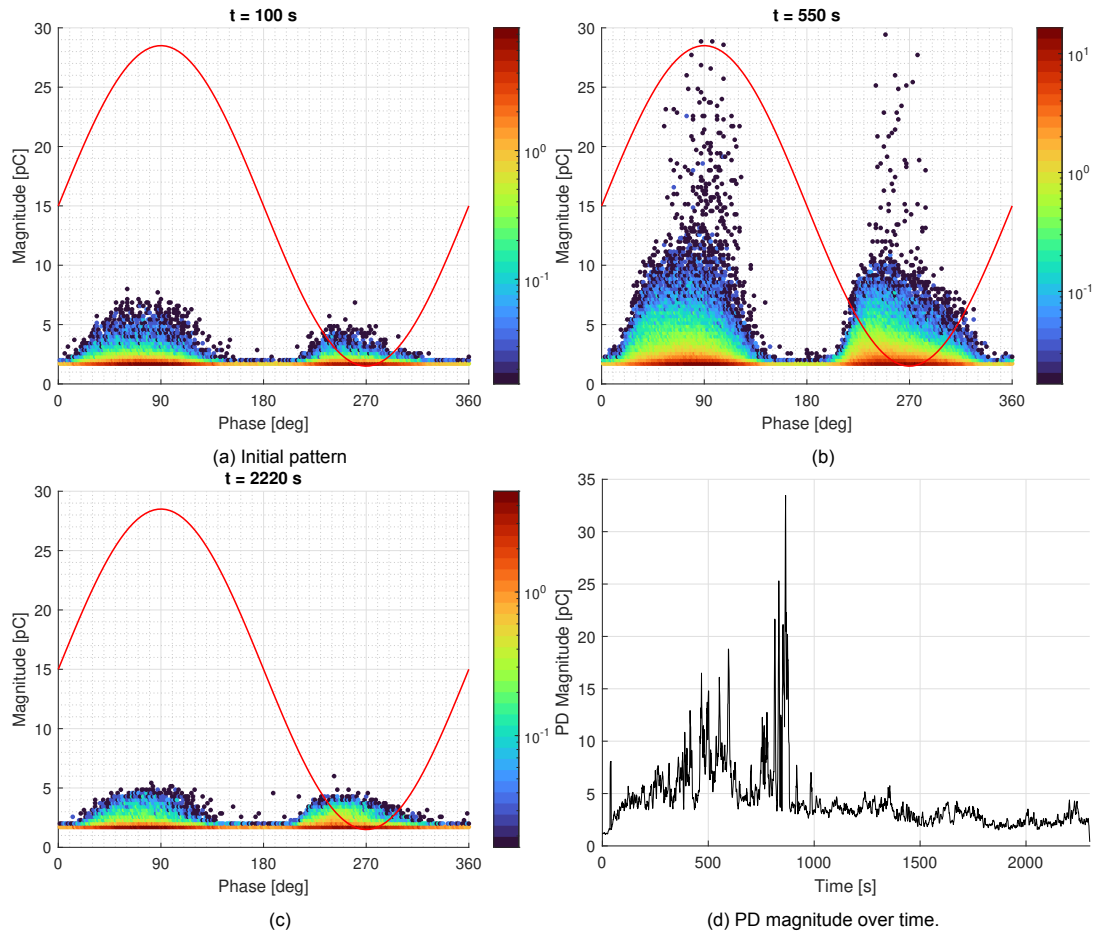 t = 100 s
30
25
20
15
10
5
0
Magnitude [pC]
0 90 180 270 360
Phase [deg]
10^0
10^-1
(a) Initial pattern
t = 550 s
30
25
20
15
10
5
0
Magnitude [pC]
0 90 180 270 360
Phase [deg]
10^1
10^0
10^-1
(b)
t = 2220 s
30
25
20
15
10
5
0
Magnitude [pC]
0 90 180 270 360
Phase [deg]
10^0
10^-1
(c)
35
30
25
20
15
10
5
0
PD Magnitude [pC]
0 500 1000 1500 2000
Time [s]
(d) PD magnitude over time.